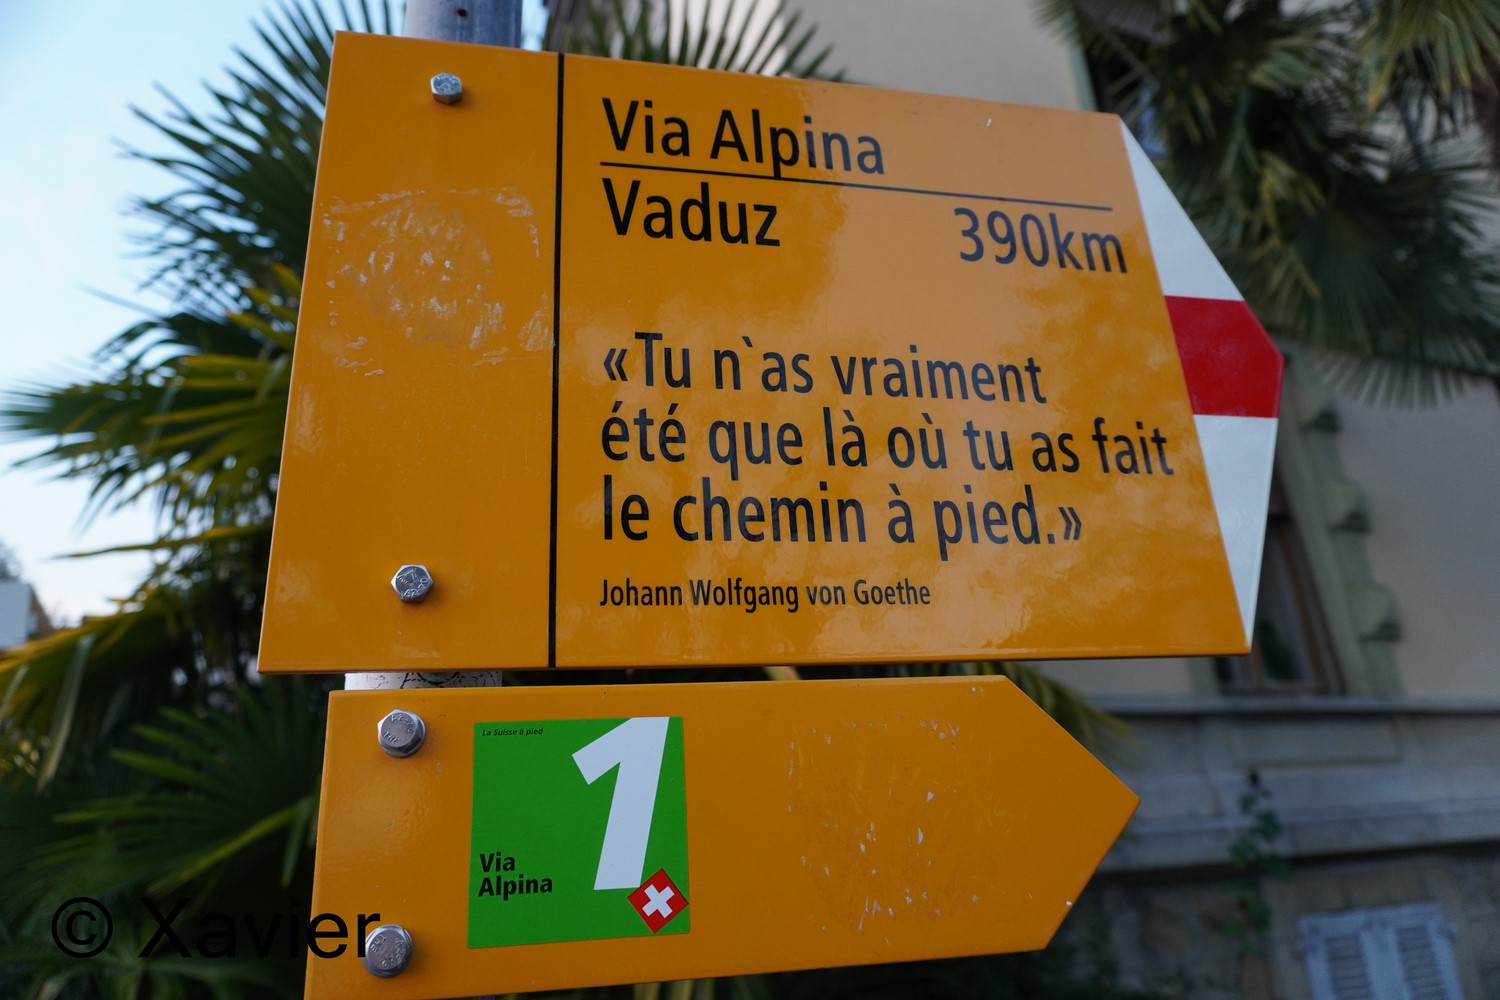 Via Alpina
Vaduz 390km
«Tu n`as vraiment
été que là où tu as fait
le chemin à pied.»
Johann Wolfgang von Goethe
La Suisse à pied
1
Via
Alpina
© Xavier